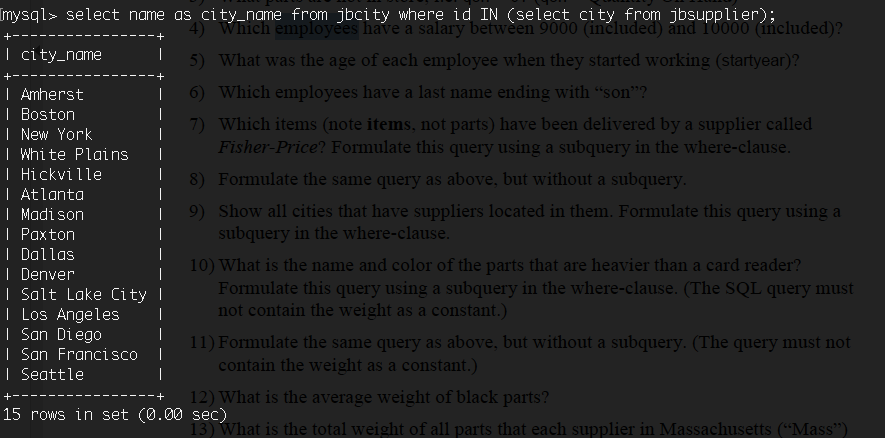 3) What parts are not in store,
mysql> select name as city_name from jbcity where id IN (select city from jbsupplier);
+----------------+
| city_name      |
+----------------+
| Amherst        |
| Boston         |
| New York       |
| White Plains   |
| Hickville      |
| Atlanta        |
| Madison        |
| Paxton         |
| Dallas         |
| Denver         |
| Salt Lake City |
| Los Angeles    |
| San Diego      |
| San Francisco  |
| Seattle        |
+----------------+
15 rows in set (0.00 sec)
4) Which employees have a salary between 9000 (included) and 10000 (included)?
5) What was the age of each employee when they started working (startyear)?
6) Which employees have a last name ending with “son”?
7) Which items (note items, not parts) have been delivered by a supplier called
Fisher-Price? Formulate this query using a subquery in the where-clause.
8) Formulate the same query as above, but without a subquery.
9) Show all cities that have suppliers located in them. Formulate this query using a
subquery in the where-clause.
10) What is the name and color of the parts that are heavier than a card reader?
Formulate this query using a subquery in the where-clause. (The SQL query must
not contain the weight as a constant.)
11) Formulate the same query as above, but without a subquery. (The query must not
contain the weight as a constant.)
12) What is the average weight of black parts?
13) What is the total weight of all parts that each supplier in Massachusetts (“Mass”)